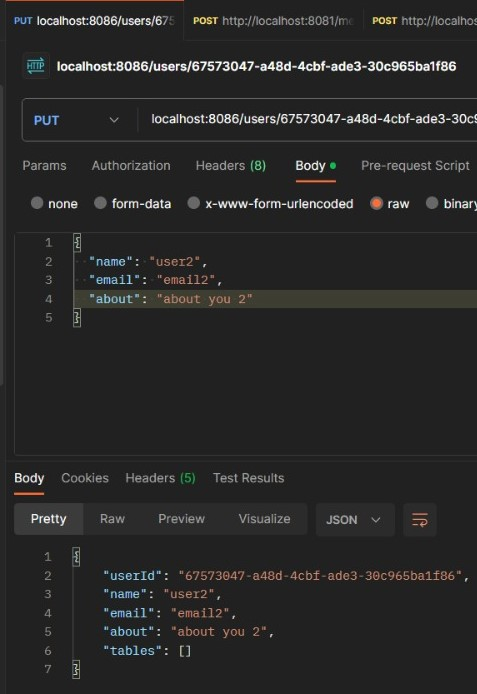 PUT localhost:8086/users/675 POST http://localhost:8081/me POST http://localhos
HTTP localhost:8086/users/67573047-a48d-4cbf-ade3-30c965ba1f86
PUT localhost:8086/users/67573047-a48d-4cbf-ade3-30c9
Params Authorization Headers (8) Body Pre-request Script
none form-data x-www-form-urlencoded raw binary
1 {
2 "name": "user2",
3 "email": "email2",
4 "about": "about you 2"
5 }
Body Cookies Headers (5) Test Results
Pretty Raw Preview Visualize JSON
1 {
2 "userId": "67573047-a48d-4cbf-ade3-30c965ba1f86",
3 "name": "user2",
4 "email": "email2",
5 "about": "about you 2",
6 "tables": []
7 }